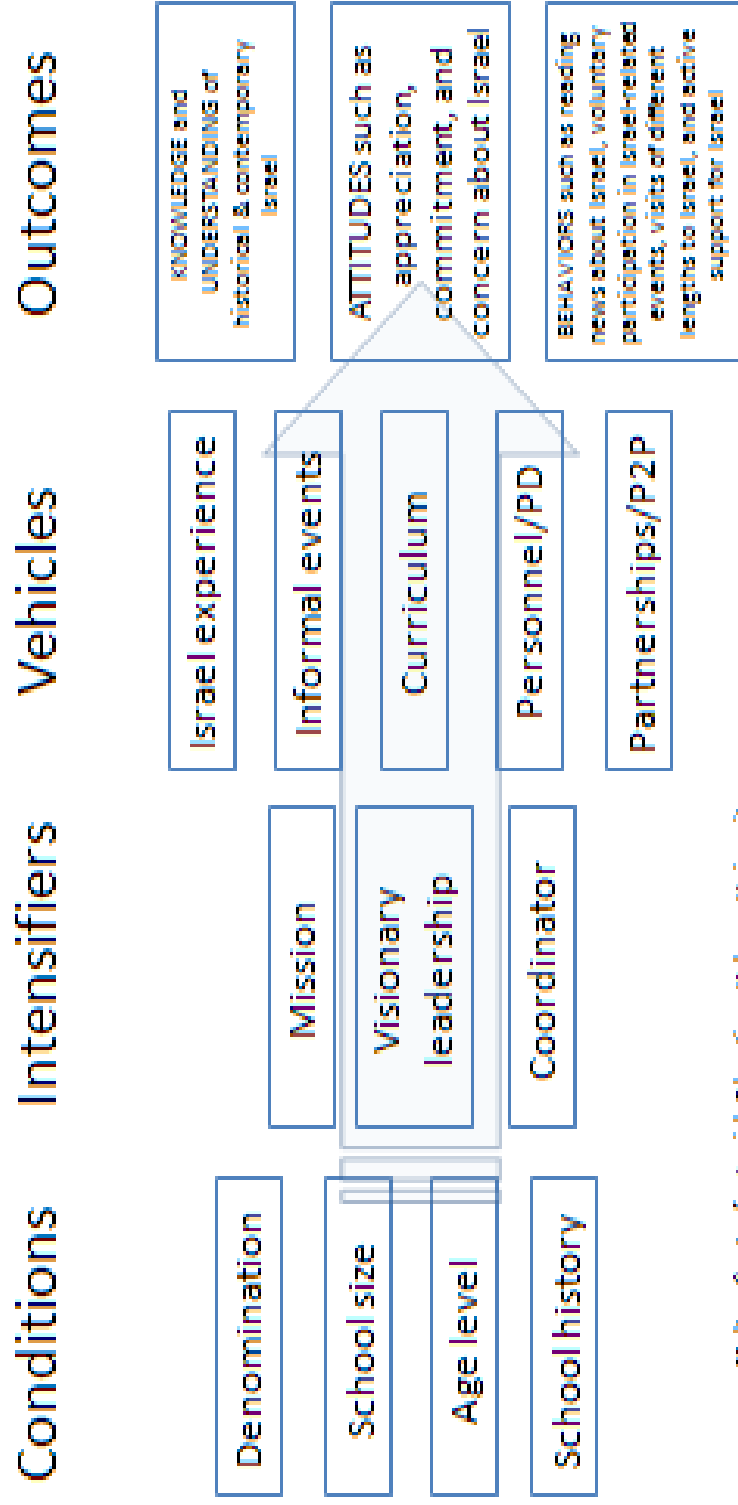 Conditions
Intensifiers
Vehicles
Outcomes
Denomination
School size
Age level
School history
Mission
Visionary
leadership
Coordinator
Israel experience
Informal events
Curriculum
Personnel/PD
Partnerships/P2P
KNOWLEDGE and
UNDERSTANDING of
historical & contemporary
Israel
ATTITUDES such as
appreciation,
commitment, and
concern about Israel
BEHAVIORS such as reading
news about Israel, voluntary
participation in Israel-related
events, visits of different
lengths to Israel, and active
support for Israel